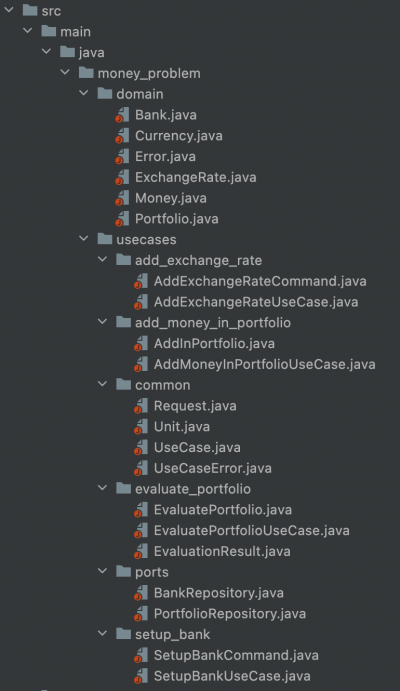 src
main
java
money_problem
domain
Bank.java
Currency.java
Error.java
ExchangeRate.java
Money.java
Portfolio.java
usecases
add_exchange_rate
AddExchangeRateCommand.java
AddExchangeRateUseCase.java
add_money_in_portfolio
AddInPortfolio.java
AddMoneyInPortfolioUseCase.java
common
Request.java
Unit.java
UseCase.java
UseCaseError.java
evaluate_portfolio
EvaluatePortfolio.java
EvaluatePortfolioUseCase.java
EvaluationResult.java
ports
BankRepository.java
PortfolioRepository.java
setup_bank
SetupBankCommand.java
SetupBankUseCase.java